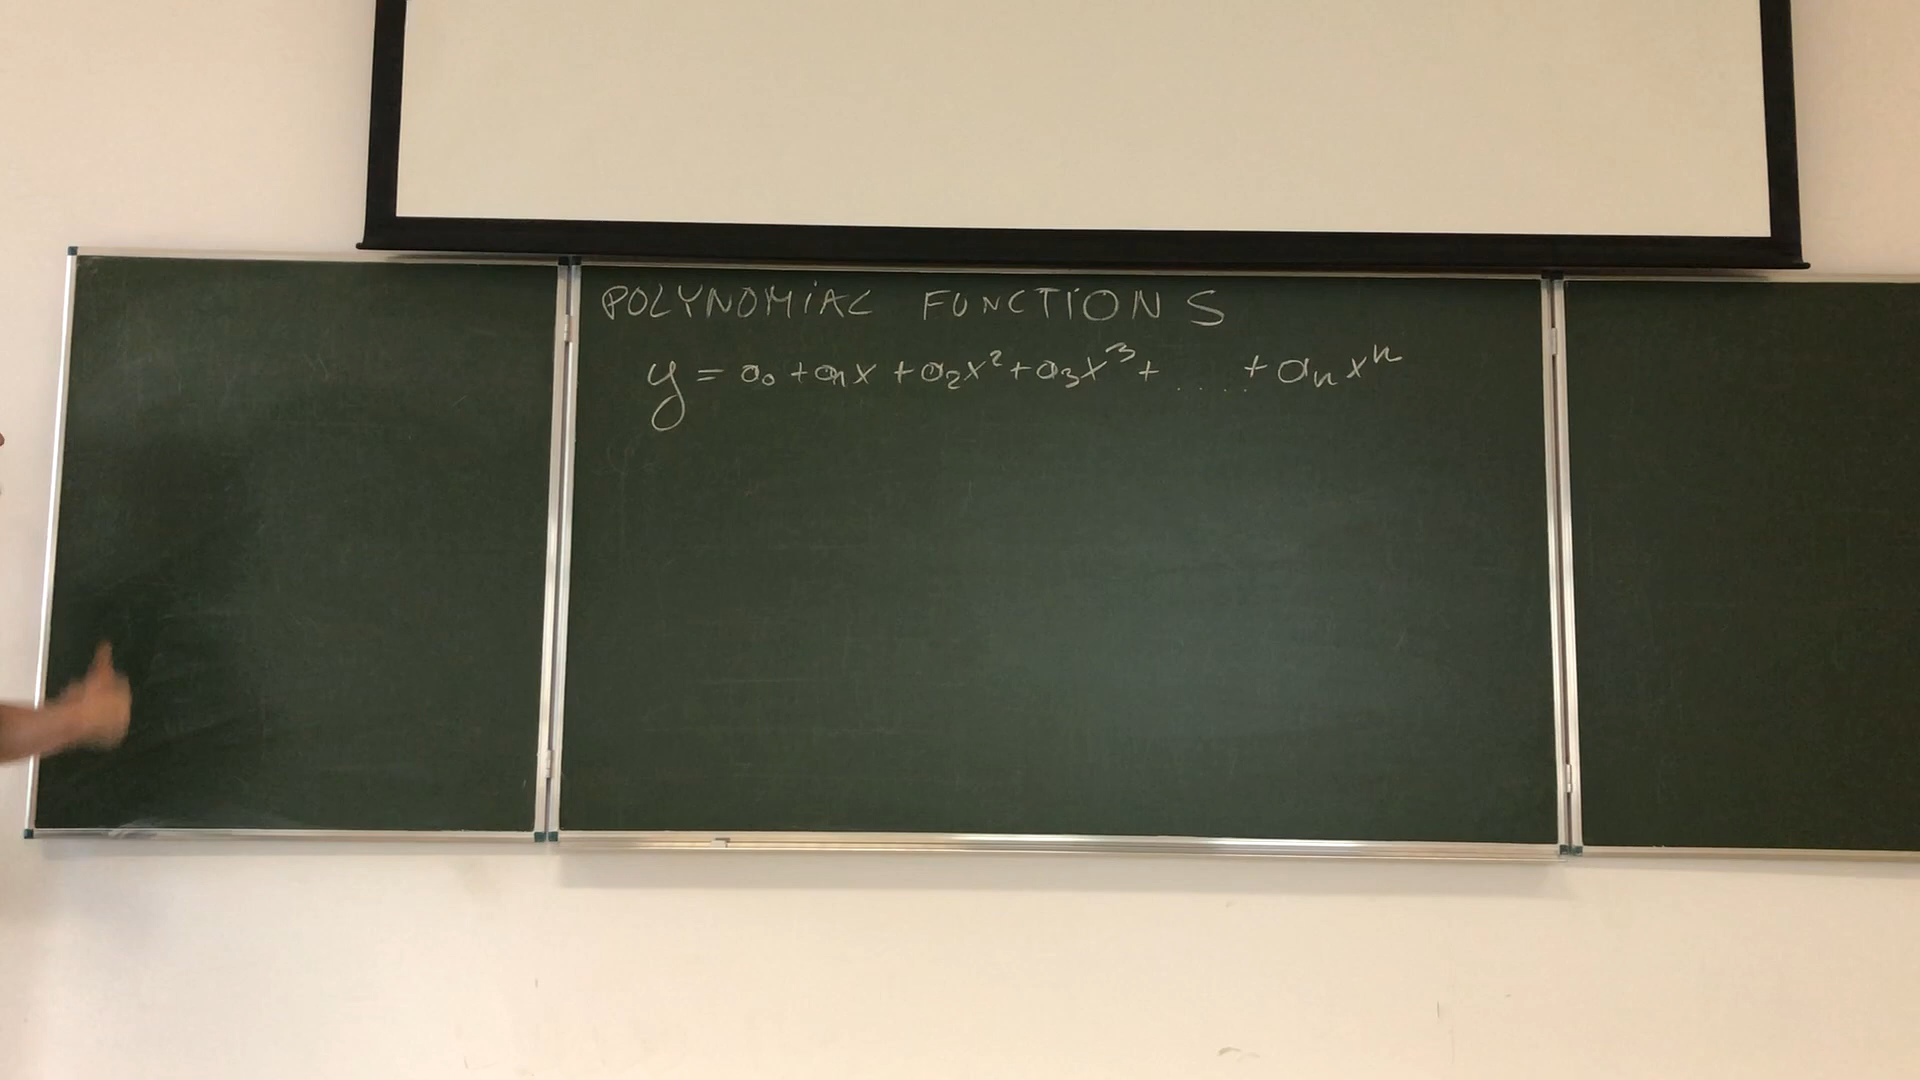 POLYNOMIAL FUNCTIONS
y = a₀ + a₁x + a₂x² + a₃x³ + .... + aₙxⁿ